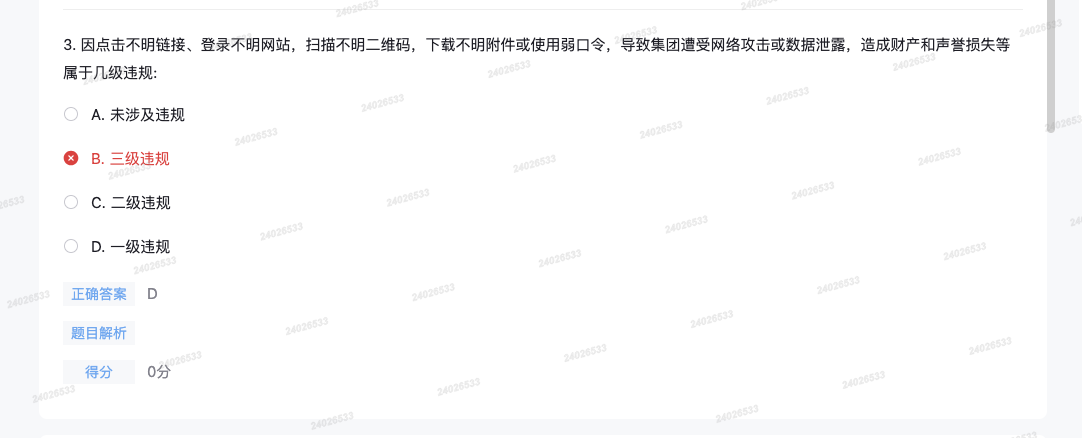 3. 因点击不明链接、登录不明网站，扫描不明二维码，下载不明附件或使用弱口令，导致集团遭受网络攻击或数据泄露，造成财产和声誉损失等
属于几级违规:
A. 未涉及违规
B. 三级违规
C. 二级违规
D. 一级违规
正确答案 D
题目解析
得分 0分
24026533